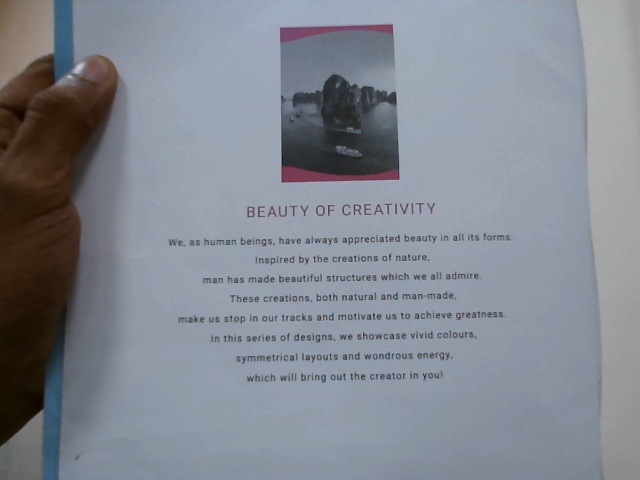 BEAUTY OF CREATIVITY
We, as human beings, have always appreciated beauty in all its forms.
Inspired by the creations of nature,
man has made beautiful structures which we all admire.
These creations, both natural and man-made,
make us stop in our tracks and motivate us to achieve greatness.
In this series of designs, we showcase vivid colours,
symmetrical layouts and wondrous energy,
which will bring out the creator in you!